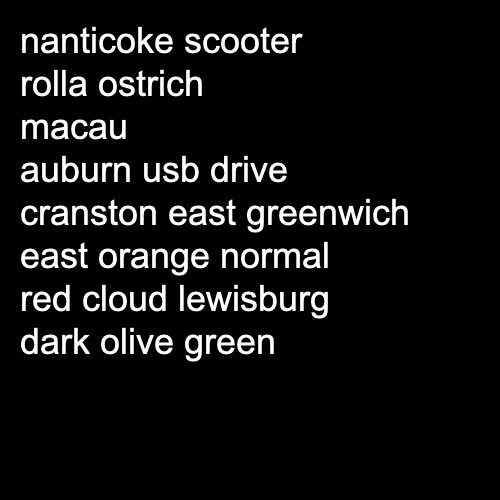 nanticoke scooter
rolla ostrich
macau
auburn usb drive
cranston east greenwich
east orange normal
red cloud lewisburg
dark olive green